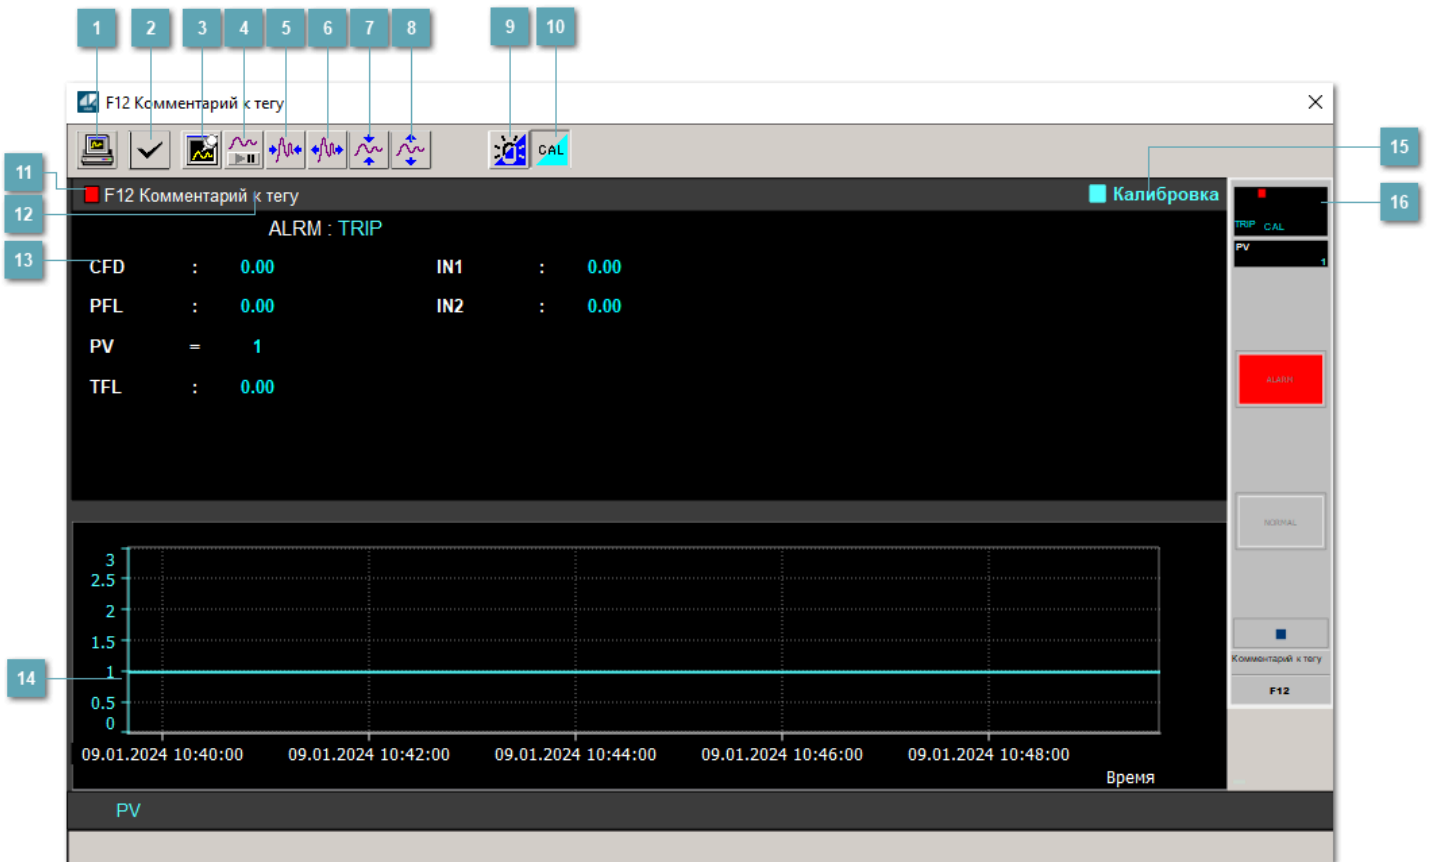 1 2 3 4 5 6 7 8 9 10
F12 Комментарий к тегу
CAL
15
11
F12 Комментарий к тегу
Калибровка
16
12
TRIP CAL
ALRM : TRIP
PV
1
13
CFD : 0.00 IN1 : 0.00
PFL : 0.00 IN2 : 0.00
PV = 1
TFL : 0.00
ALARM
NORMAL
3
2.5
2
1.5
1
0.5
0
14
Комментарий к тегу
F12
09.01.2024 10:40:00 09.01.2024 10:42:00 09.01.2024 10:44:00 09.01.2024 10:46:00 09.01.2024 10:48:00
Время
PV